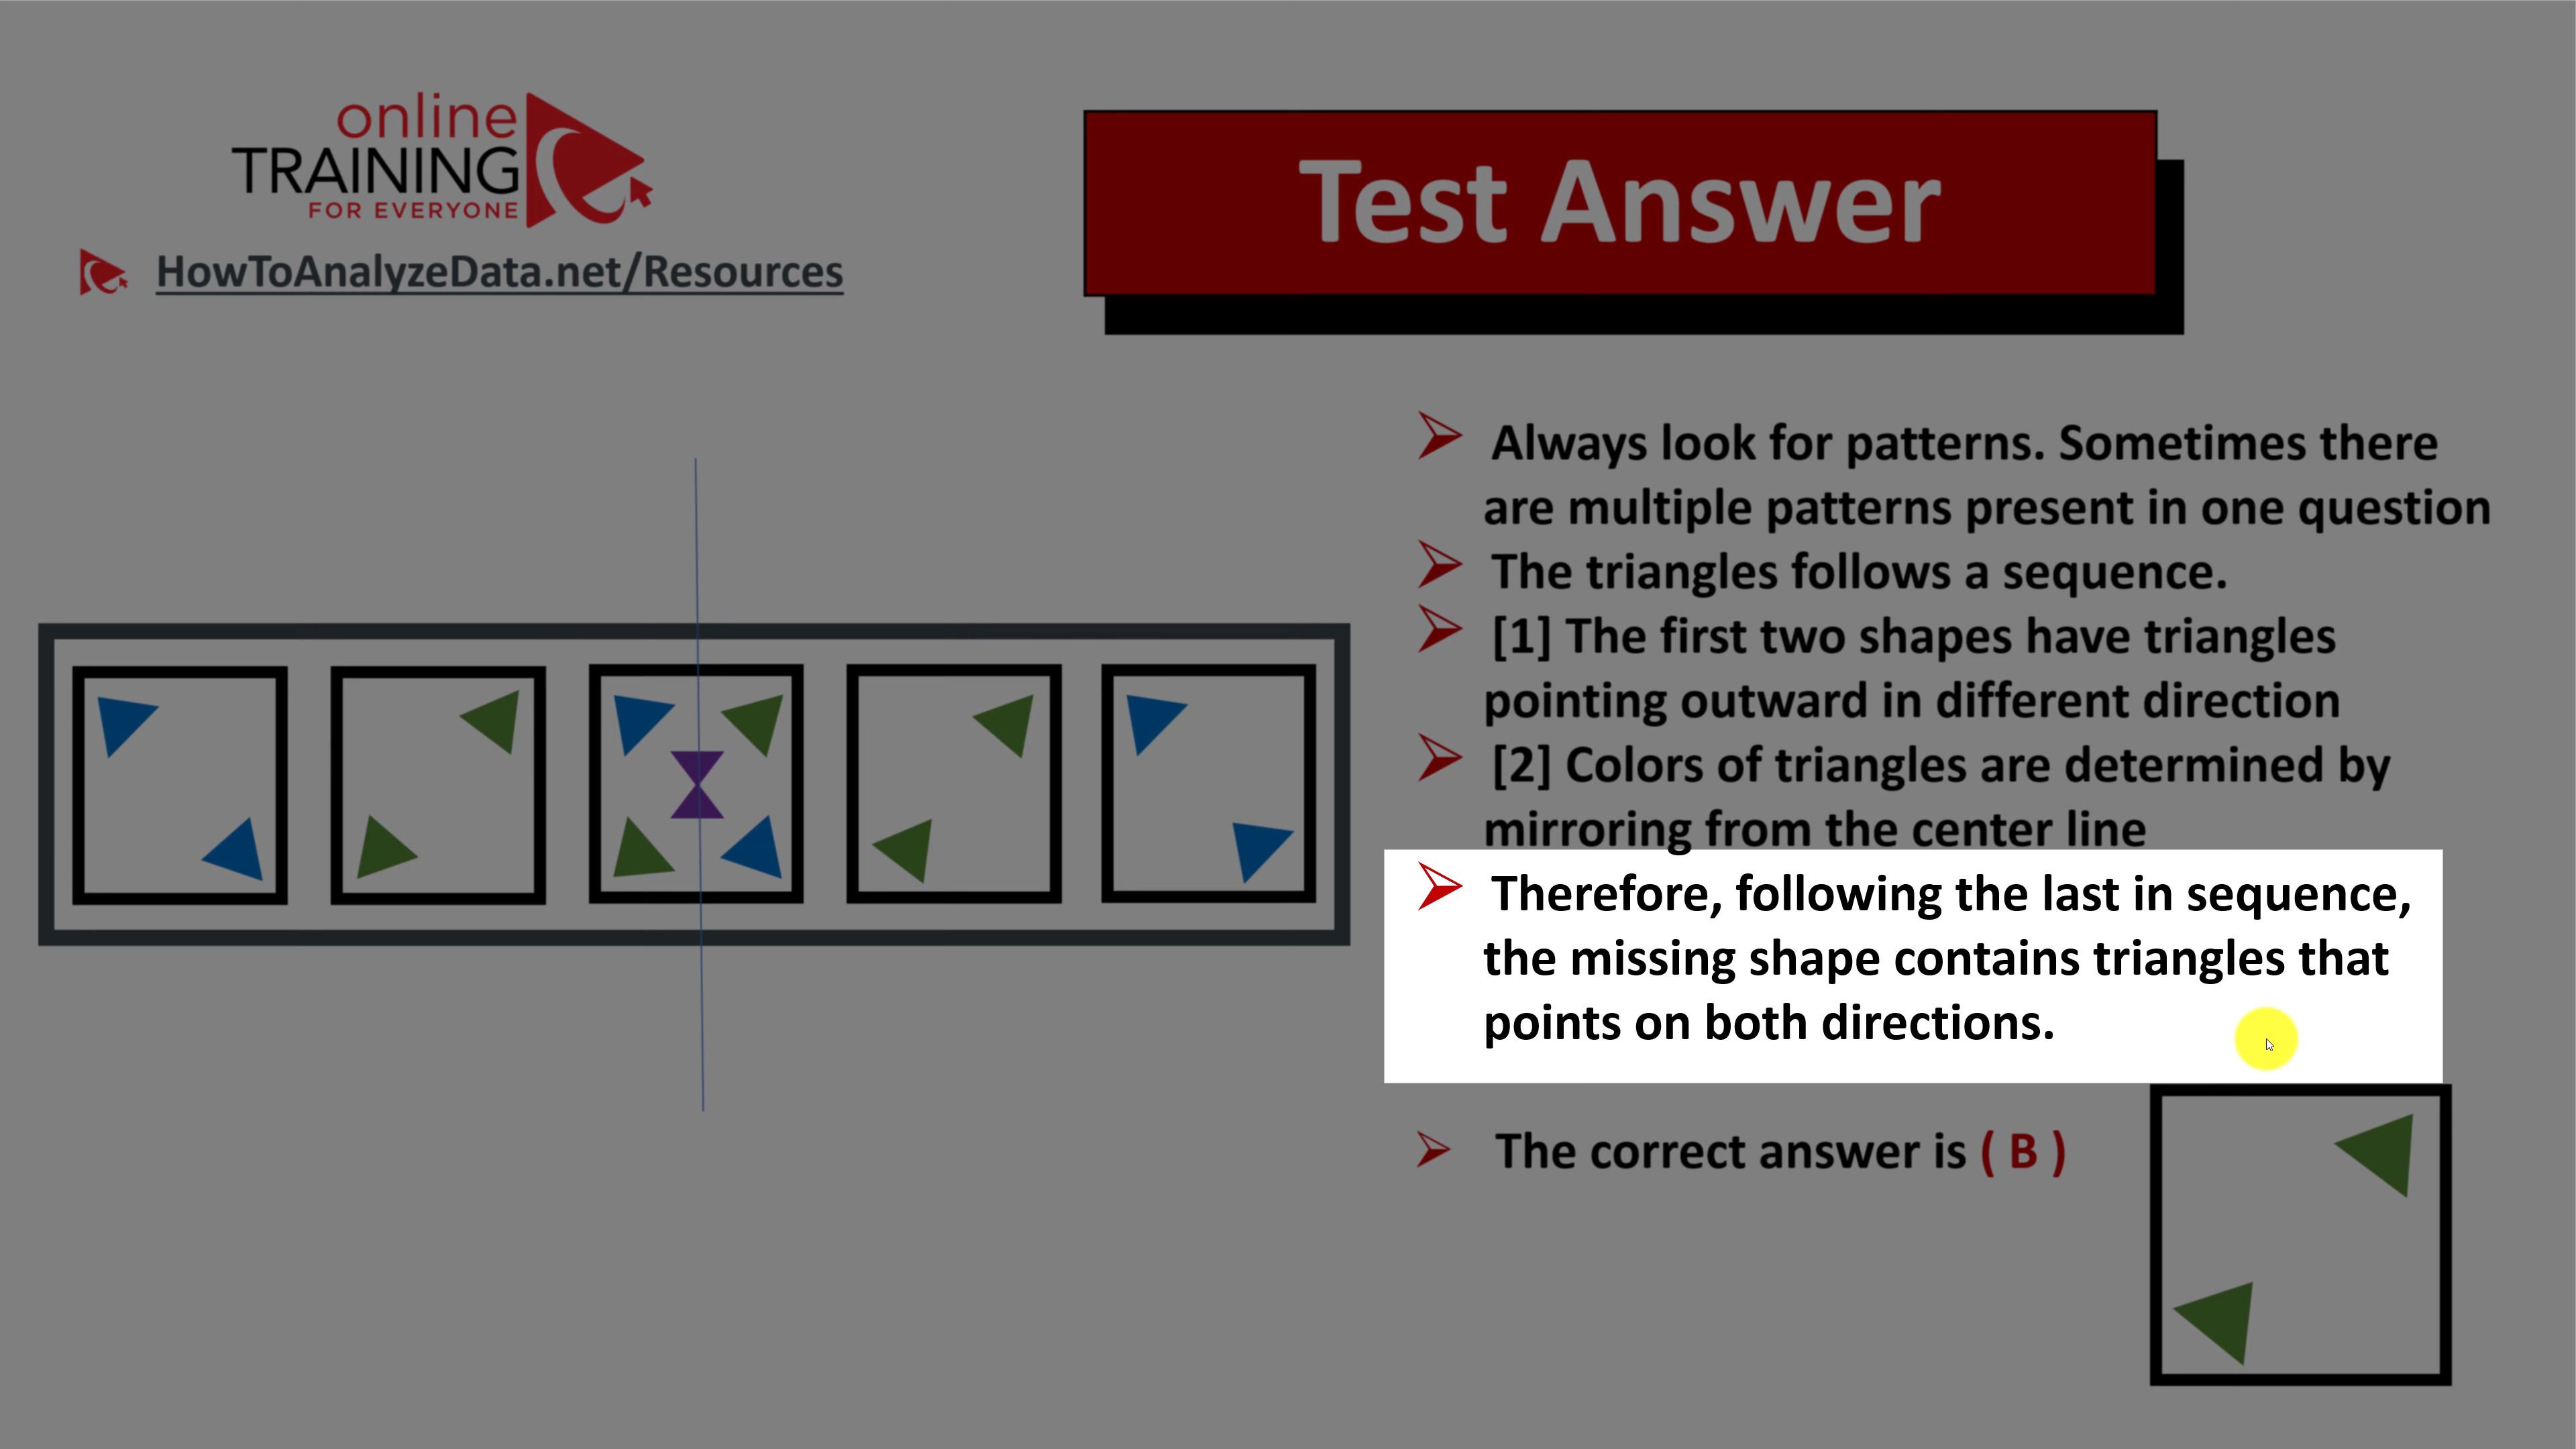 online
TRAINING
FOR EVERYONE
HowToAnalyzeData.net/Resources
Test Answer
Always look for patterns. Sometimes there
are multiple patterns present in one question
The triangles follows a sequence.
[1] The first two shapes have triangles
pointing outward in different direction
[2] Colors of triangles are determined by
mirroring from the center line
Therefore, following the last in sequence,
the missing shape contains triangles that
points on both directions.
The correct answer is ( B )